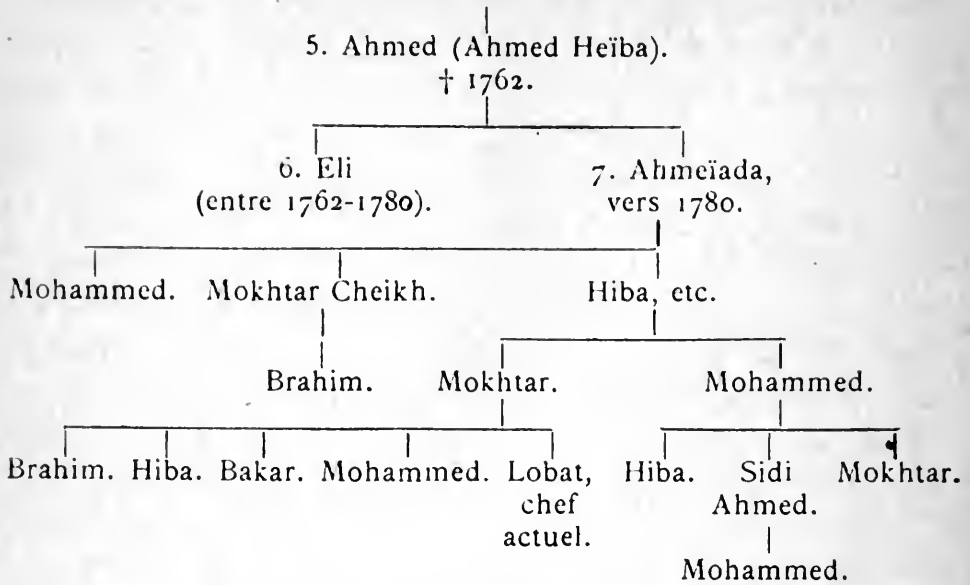 5. Ahmed (Ahmed Heïba).
† 1762.
6. Eli
(entre 1762-1780).
7. Ahmeïada,
vers 1780.
Mohammed. Mokhtar Cheikh. Hiba, etc.
Brahim. Mokhtar. Mohammed.
Brahim. Hiba. Bakar. Mohammed. Lobat,
chef
actuel.
Hiba. Sidi
Ahmed.
Mokhtar.
Mohammed.